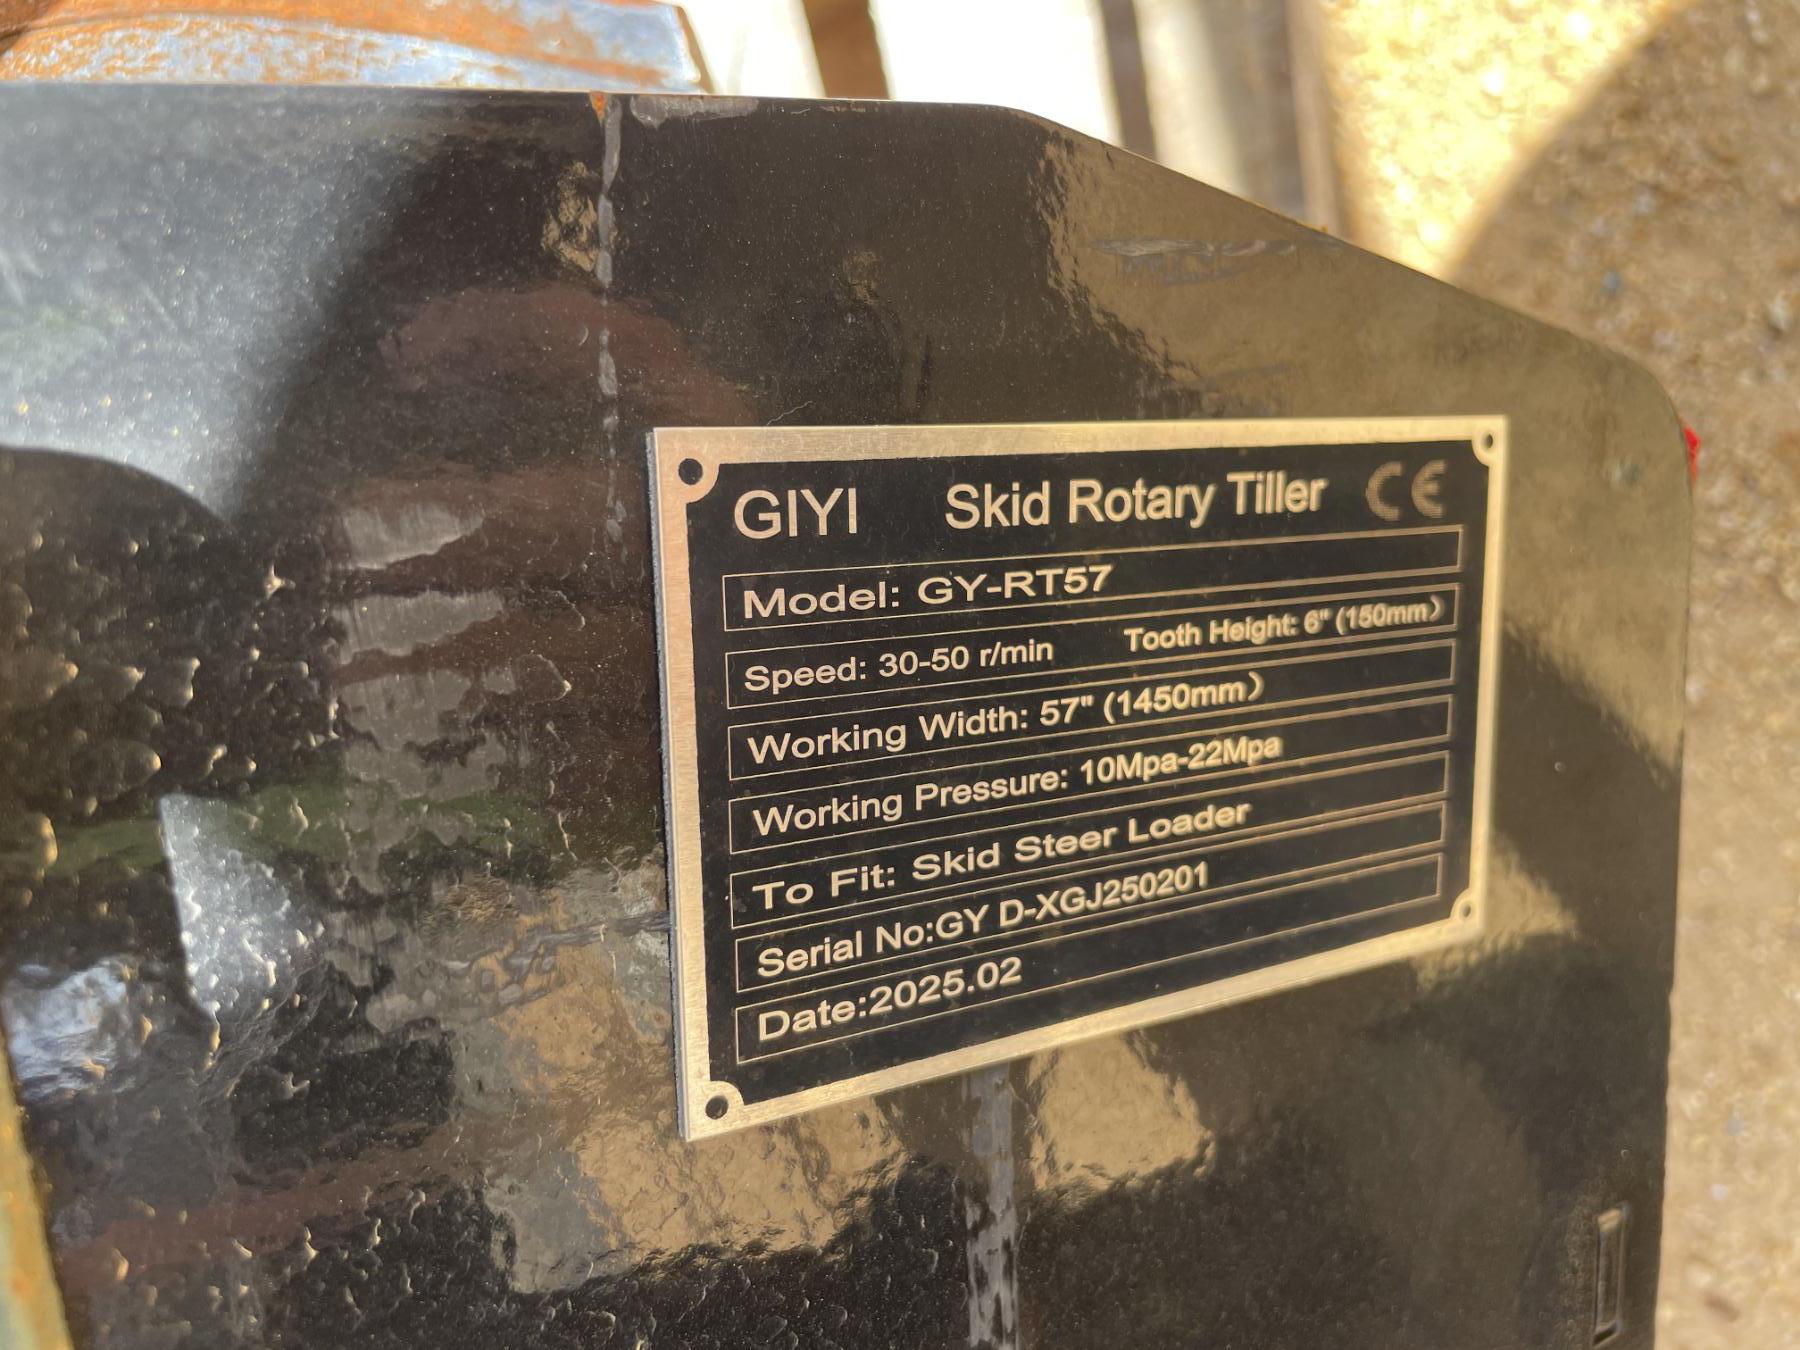 GIYI Skid Rotary Tiller CE
Model: GY-RT57
Speed: 30-50 r/min Tooth Height: 6" (150mm）
Working Width: 57" (1450mm）
Working Pressure: 10Mpa-22Mpa
To Fit: Skid Steer Loader
Serial No:GY D-XGJ250201
Date:2025.02